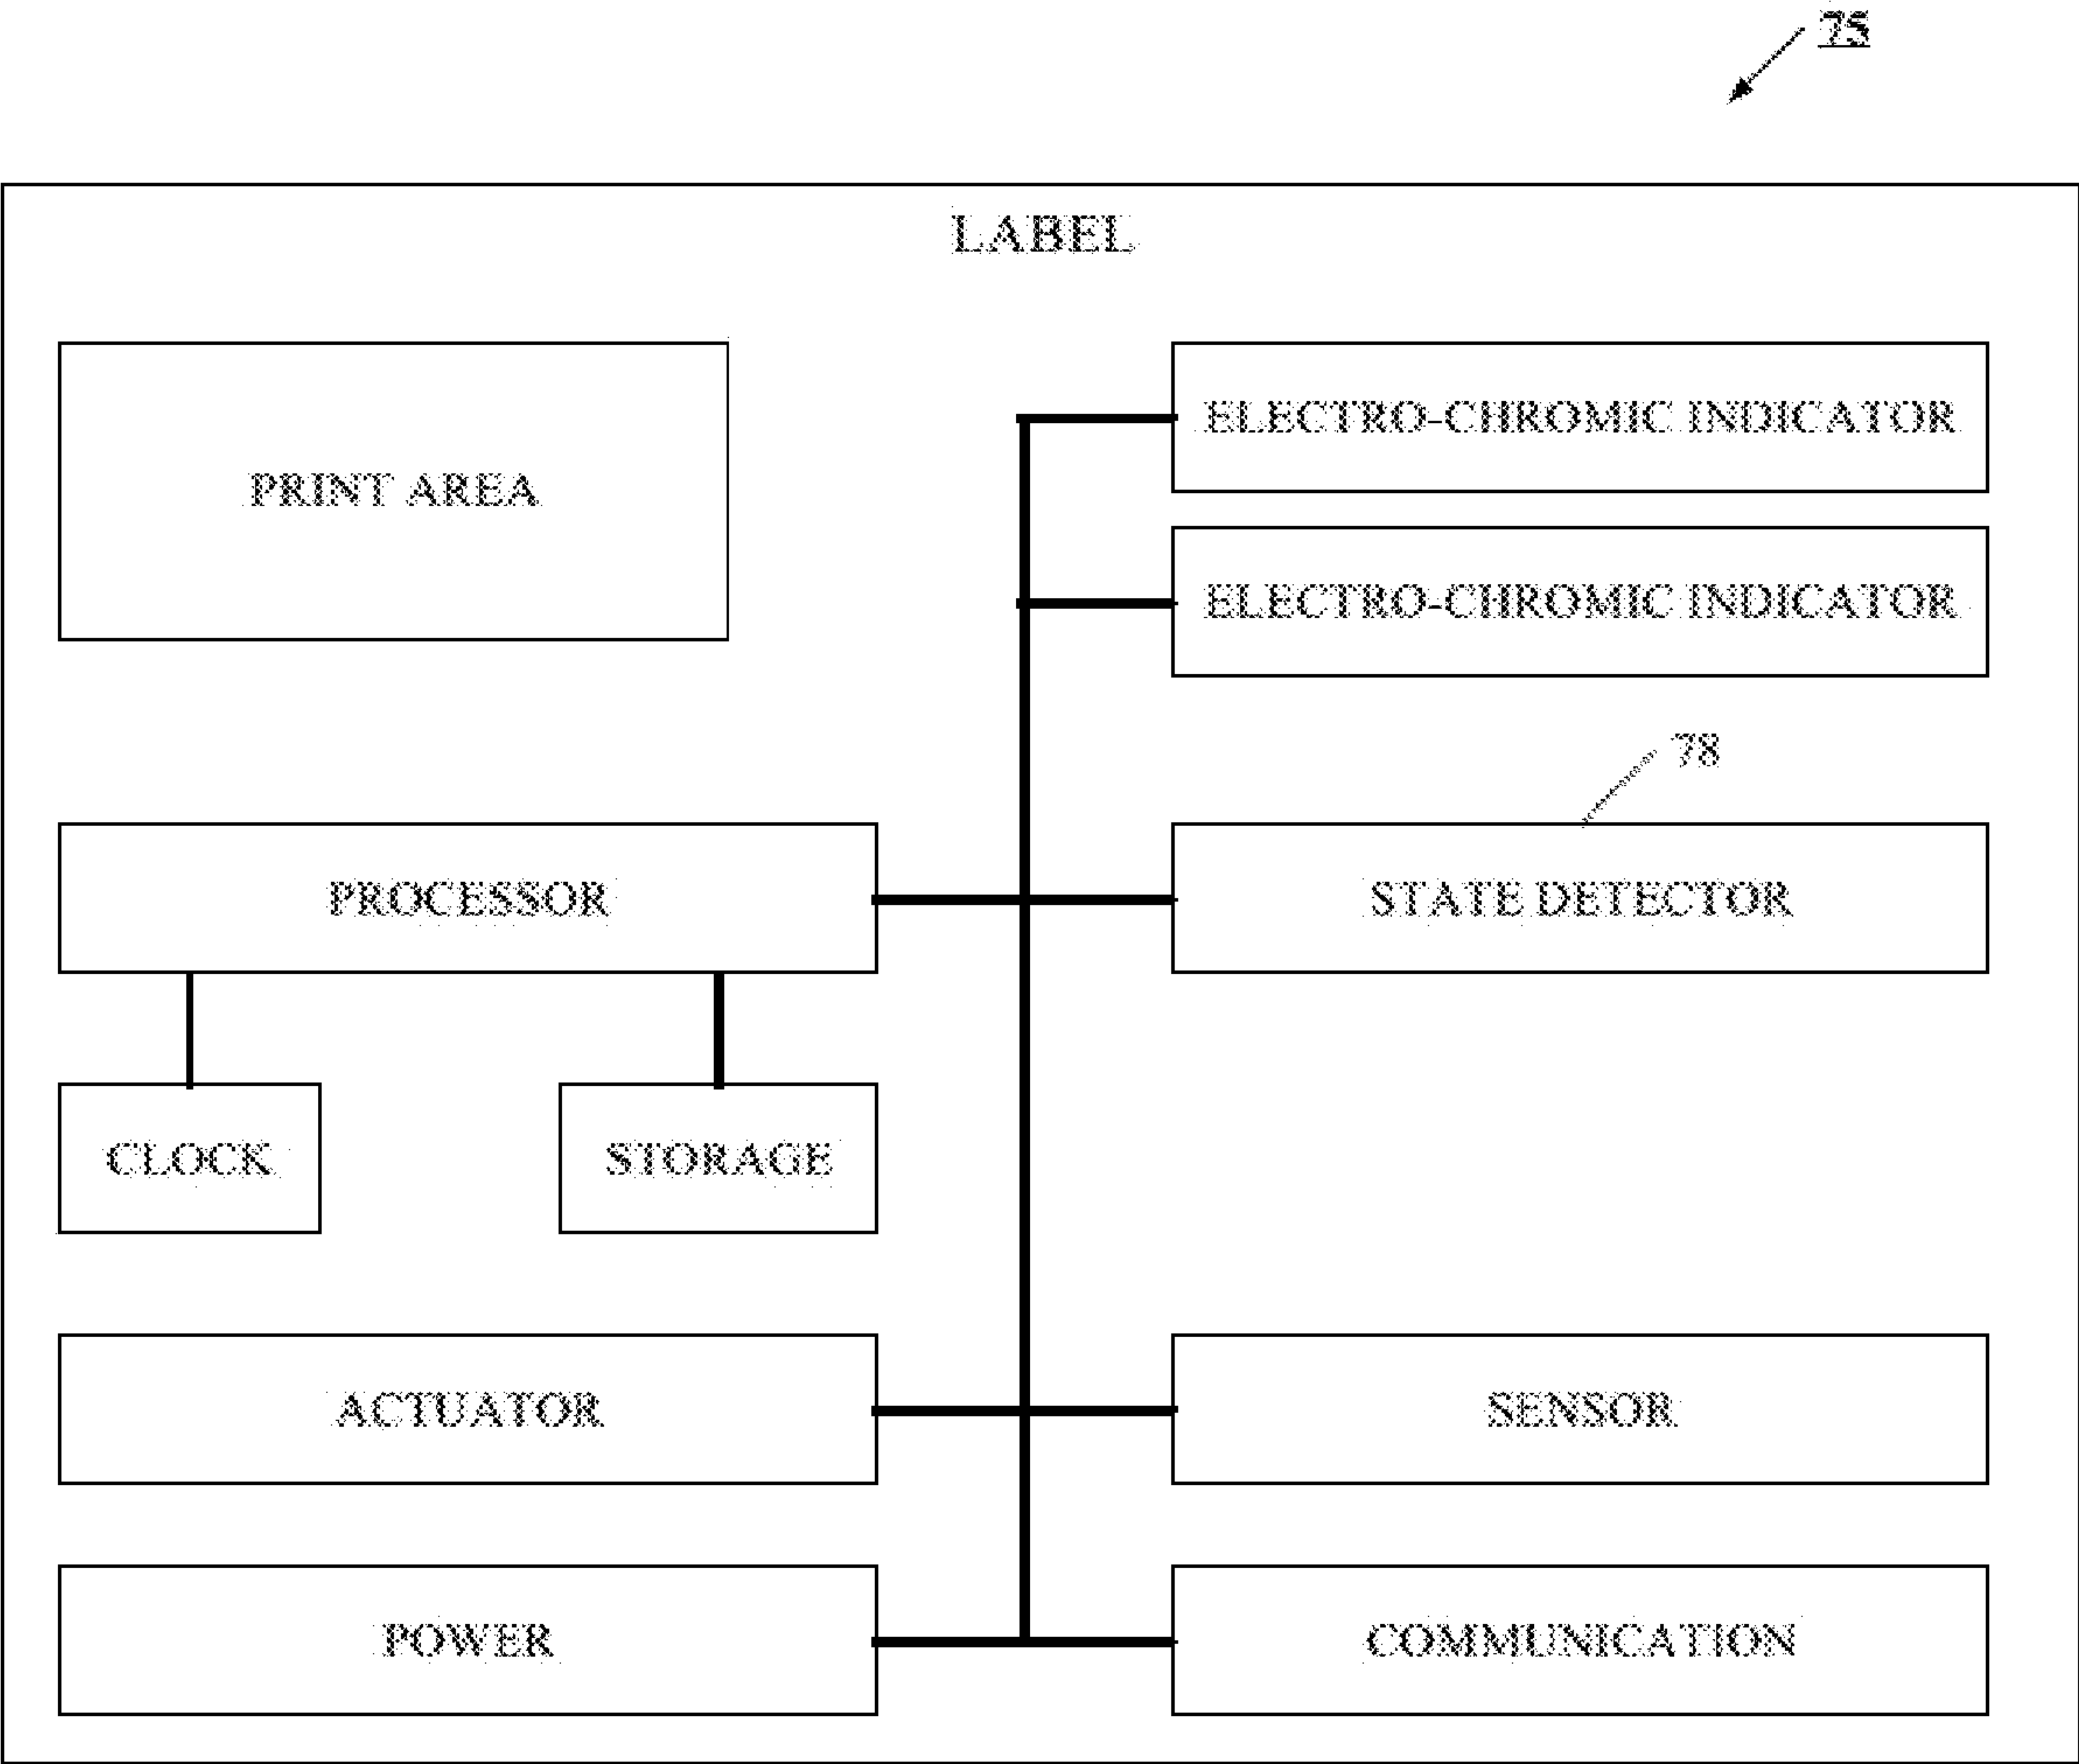 75
LABEL
PRINT AREA
ELECTRO-CHROMIC INDICATOR
ELECTRO-CHROMIC INDICATOR
78
PROCESSOR
STATE DETECTOR
CLOCK
STORAGE
ACTUATOR
SENSOR
POWER
COMMUNICATION